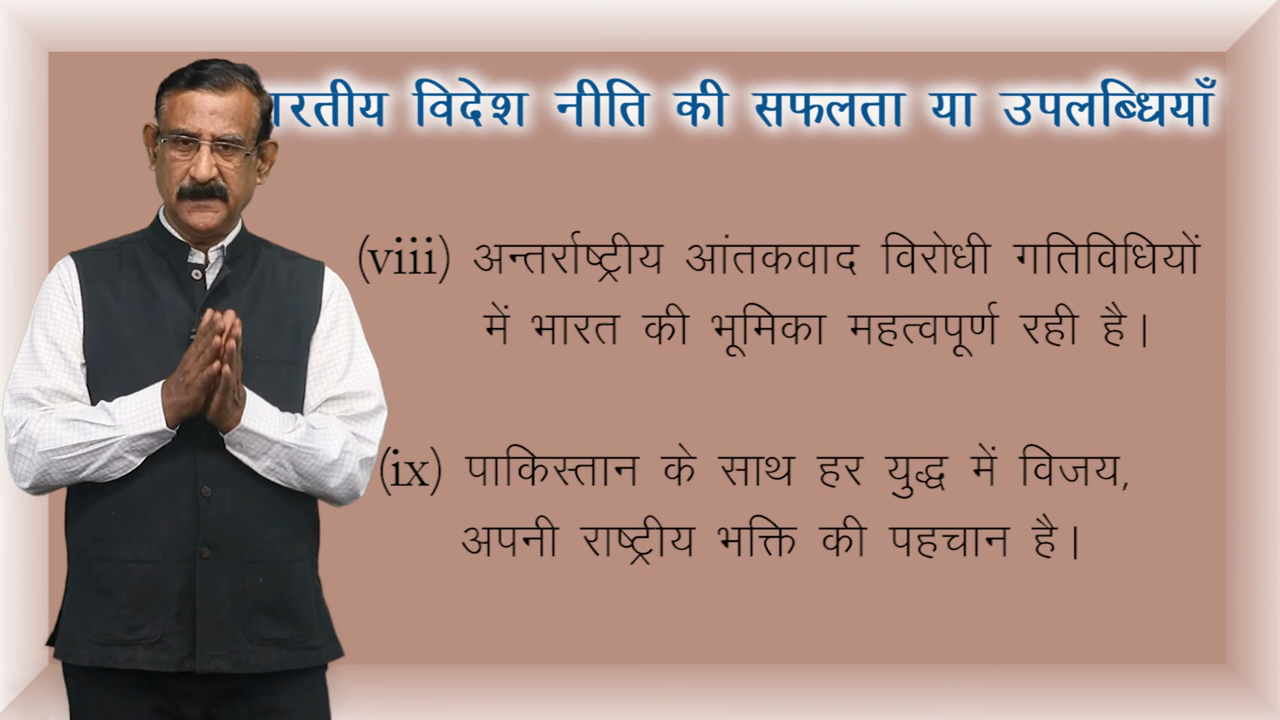 ारतीय विदेश नीति की सफलता या उपलब्धियाँ
(viii) अन्तर्राष्ट्रीय आंतकवाद विरोधी गतिविधियों
में भारत की भूमिका महत्वपूर्ण रही है।
(ix) पाकिस्तान के साथ हर युद्ध में विजय,
अपनी राष्ट्रीय भक्ति की पहचान है।